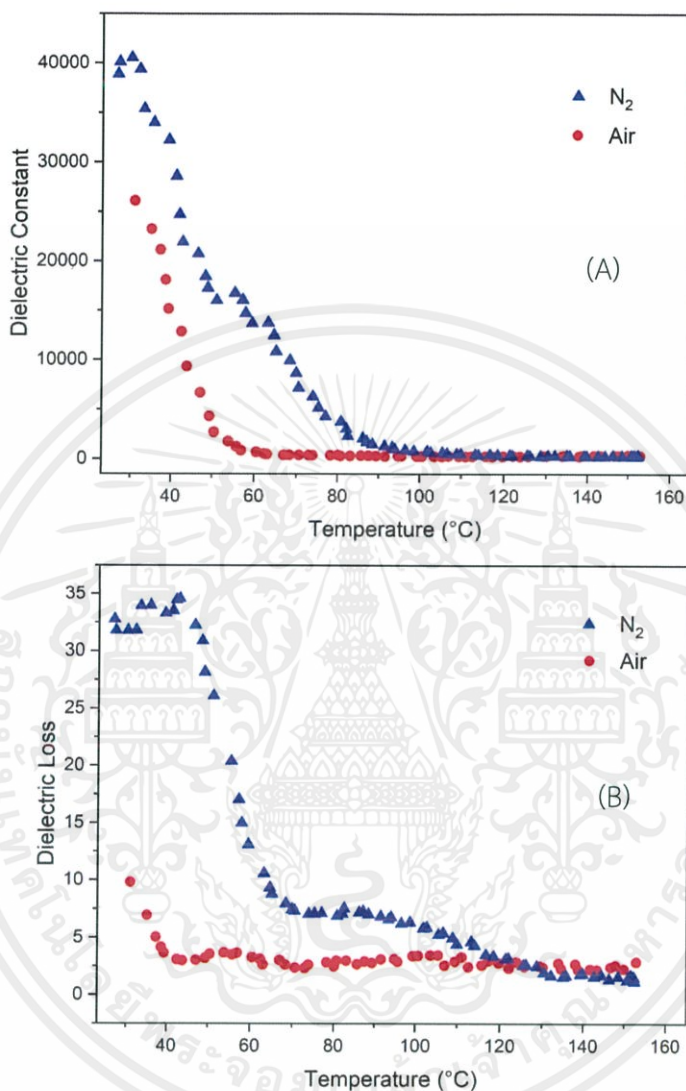 40000
30000
20000
10000
0
Dielectric Constant
N₂
Air
(A)
40 60 80 100 120 140 160
Temperature (°C)
35
30
25
20
15
10
5
0
Dielectric Loss
N₂
Air
(B)
40 60 80 100 120 140 160
Temperature (°C)